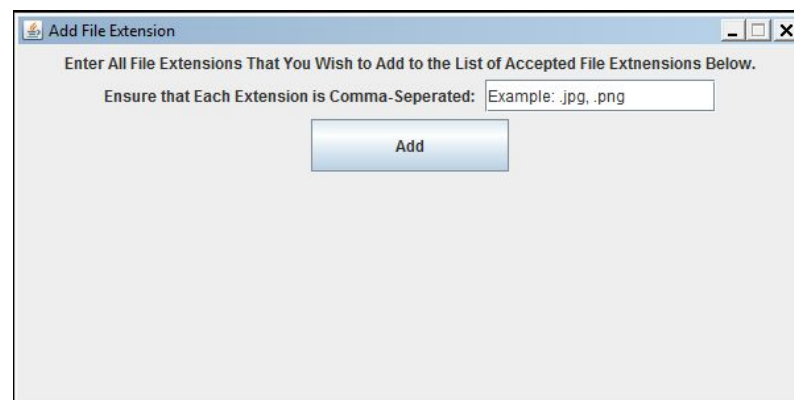 Add File Extension
Enter All File Extensions That You Wish to Add to the List of Accepted File Extnensions Below.
Ensure that Each Extension is Comma-Seperated: Example: .jpg, .png
Add